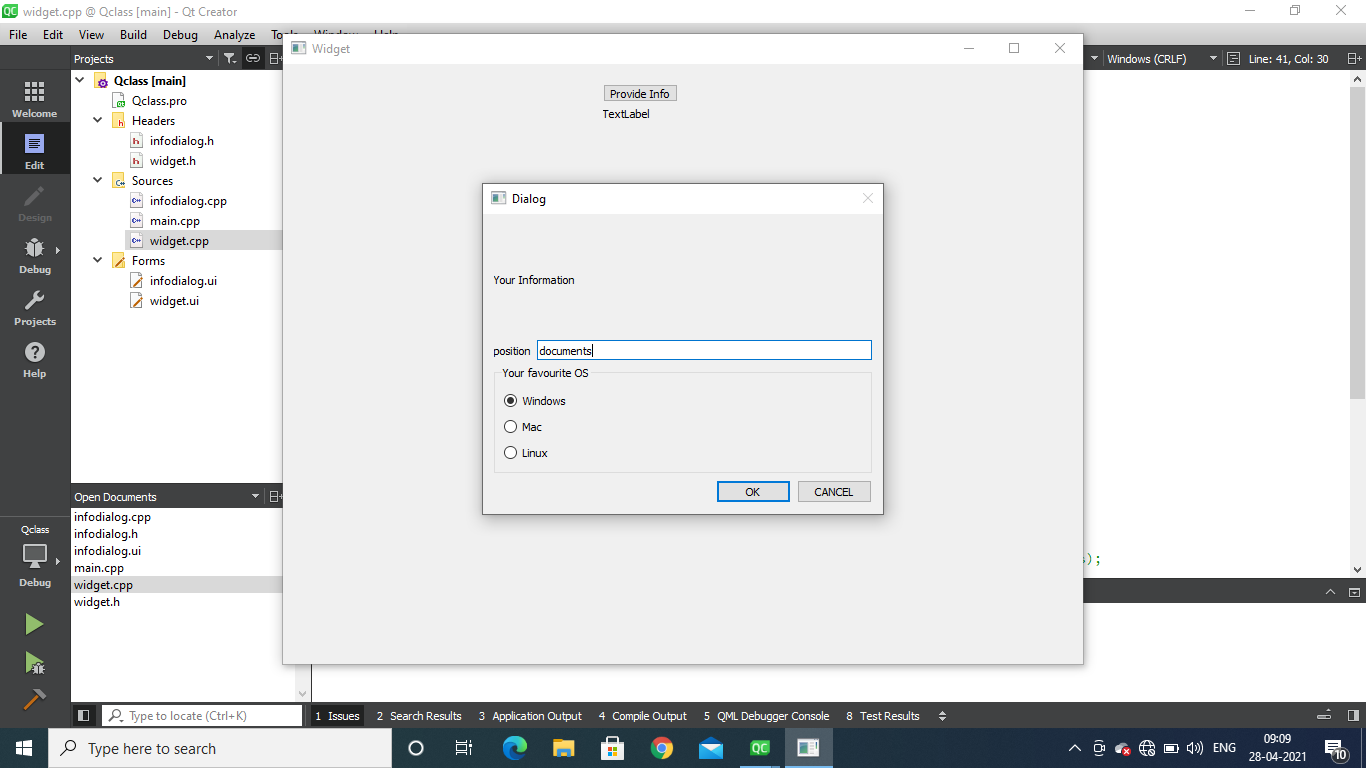 QC widget.cpp @ Qclass [main] - Qt Creator
File Edit View Build Debug Analyze
Widget
Projects
Windows (CRLF) Line: 41, Col: 30
Welcome
Edit
Design
Debug
Projects
Help
Qclass [main]
Qclass.pro
Headers
infodialog.h
widget.h
Sources
infodialog.cpp
main.cpp
widget.cpp
Forms
infodialog.ui
widget.ui
Provide Info
TextLabel
Dialog
Your Information
position documents
Your favourite OS
Windows
Mac
Linux
OK CANCEL
);
Open Documents
infodialog.cpp
infodialog.h
infodialog.ui
main.cpp
widget.cpp
widget.h
Qclass
Debug
Type to locate (Ctrl+K) 1 Issues 2 Search Results 3 Application Output 4 Compile Output 5 QML Debugger Console 8 Test Results
Type here to search QC ENG 09:09
28-04-2021 10